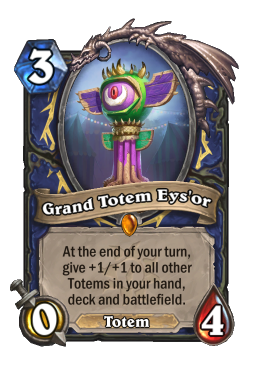 3
Grand Totem Eys'or
At the end of your turn,
give +1/+1 to all other
Totems in your hand,
deck and battlefield.
0
Totem
4